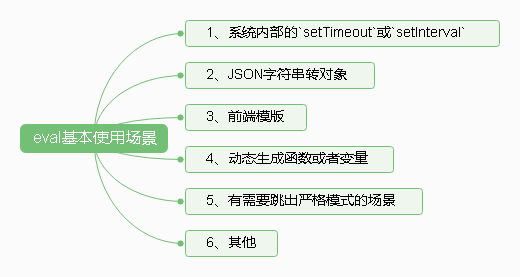 1、系统内部的`setTimeout`或`setInterval`
2、JSON字符串转对象
3、前端模版
eval基本使用场景
4、动态生成函数或者变量
5、有需要跳出严格模式的场景
6、其他